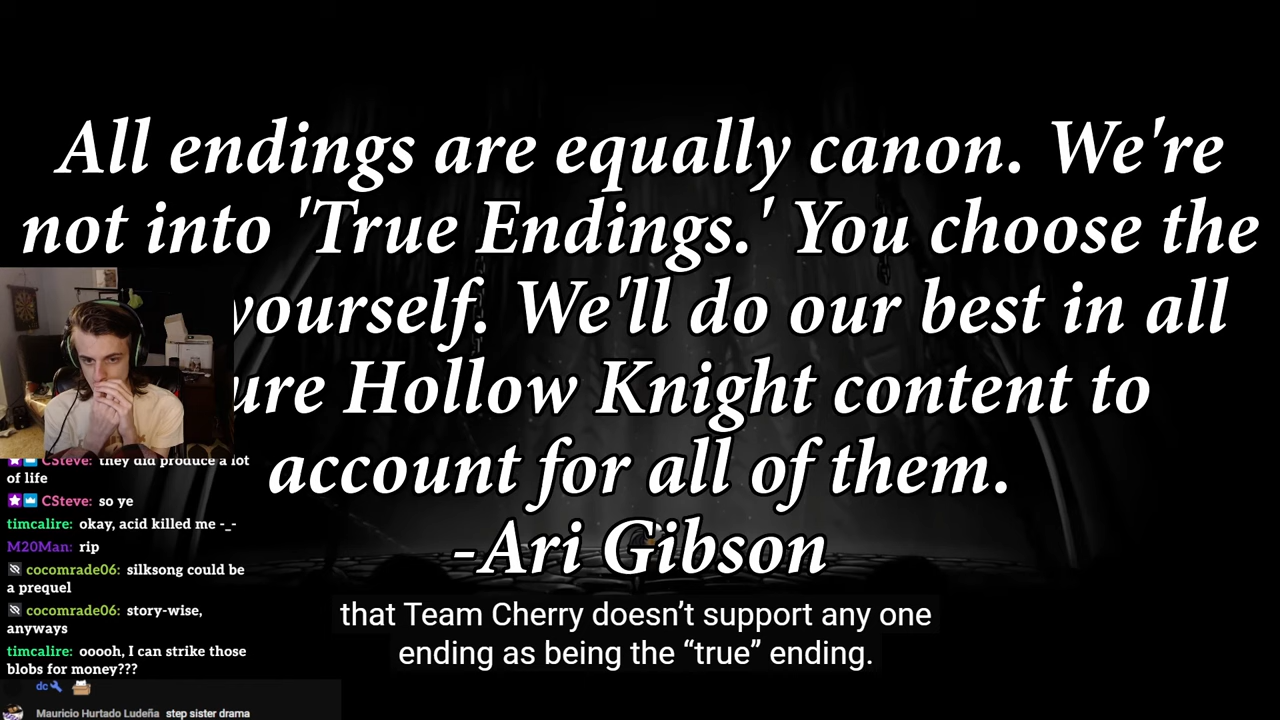 All endings are equally canon. We're
not into 'True Endings.' You choose the
yourself. We'll do our best in all
ure Hollow Knight content to
account for all of them.
-Ari Gibson
that Team Cherry doesn’t support any one
ending as being the “true” ending.
CSteve: they did produce a lot
of life
CSteve: so ye
timcalire: okay, acid killed me -_-
M20Man: rip
cocomrade06: silksong could be
a prequel
cocomrade06: story-wise,
anyways
timcalire: ooooh, I can strike those
blobs for money???
dc
Mauricio Hurtado Ludeña step sister drama